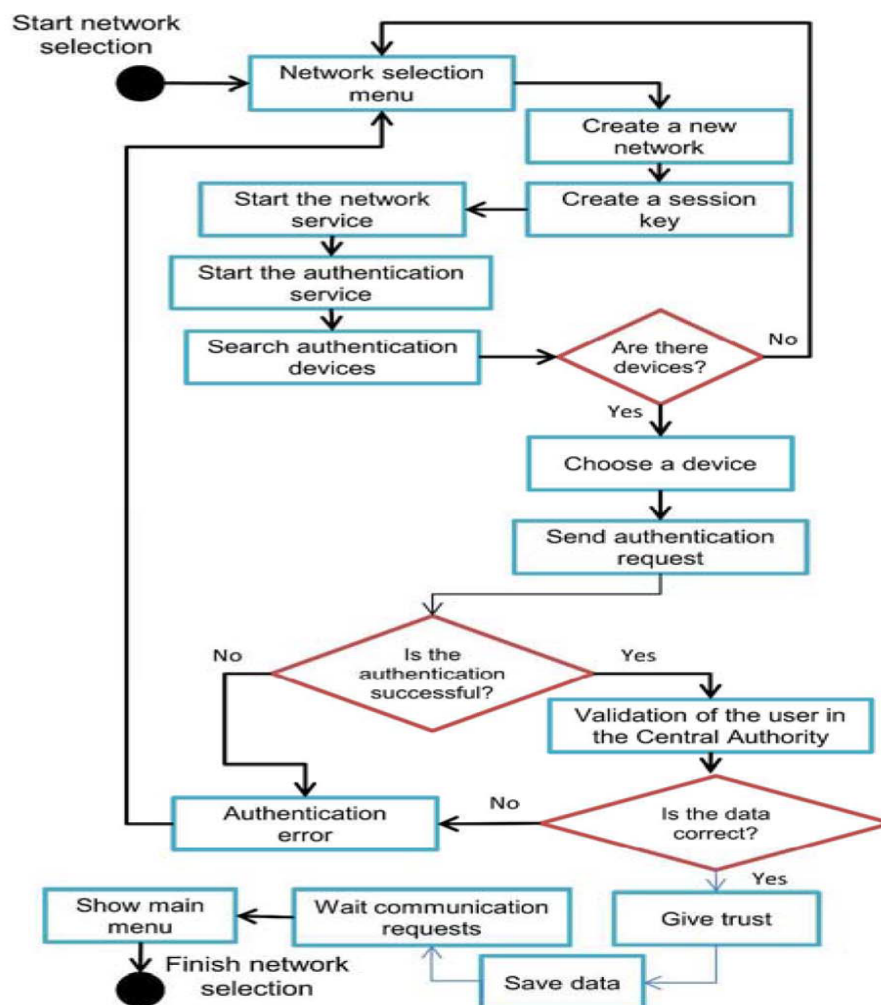 Start network
selection
Network selection
menu
Create a new
network
Start the network
service
Create a session
key
Start the authentication
service
Search authentication
devices
Are there
devices?
No
Yes
Choose a device
Send authentication
request
No
Is the
authentication
successful?
Yes
Validation of the user in
the Central Authority
Authentication
error
No
Is the data
correct?
Yes
Show main
menu
Wait communication
requests
Give trust
Finish network
selection
Save data